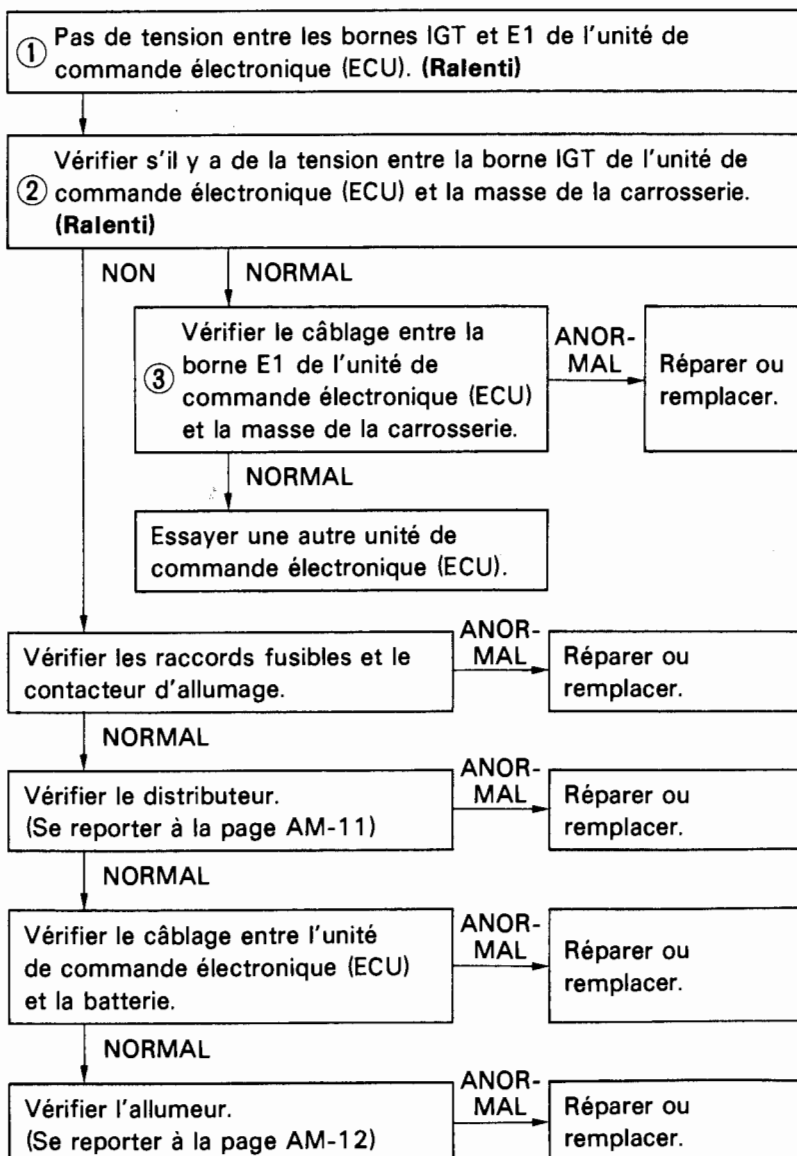 ① Pas de tension entre les bornes IGT et E1 de l'unité de
commande électronique (ECU). (Ralenti)
② Vérifier s'il y a de la tension entre la borne IGT de l'unité de
commande électronique (ECU) et la masse de la carrosserie.
(Ralenti)
NON
NORMAL
③ Vérifier le câblage entre la
borne E1 de l'unité de
commande électronique (ECU)
et la masse de la carrosserie.
ANOR-
MAL
Réparer ou
remplacer.
NORMAL
Essayer une autre unité de
commande électronique (ECU).
Vérifier les raccords fusibles et le
contacteur d'allumage.
ANOR-
MAL
Réparer ou
remplacer.
NORMAL
Vérifier le distributeur.
(Se reporter à la page AM-11)
ANOR-
MAL
Réparer ou
remplacer.
NORMAL
Vérifier le câblage entre l'unité
de commande électronique (ECU)
et la batterie.
ANOR-
MAL
Réparer ou
remplacer.
NORMAL
Vérifier l'allumeur.
(Se reporter à la page AM-12)
ANOR-
MAL
Réparer ou
remplacer.